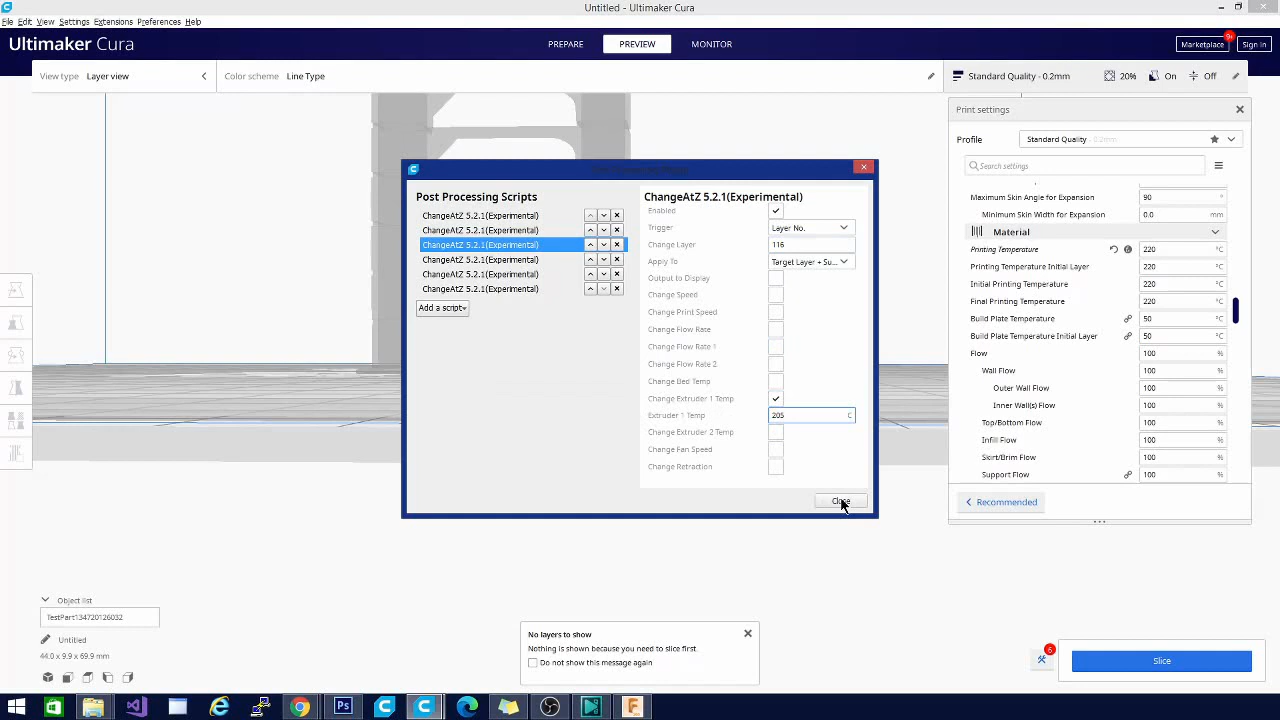 Untitled - Ultimaker Cura
File Edit View Settings Extensions Preferences Help
Ultimaker Cura
PREPARE
PREVIEW
MONITOR
Marketplace
Sign in
View type
Layer view
Color scheme
Line Type
Standard Quality - 0.2mm
20%
On
Off
Print settings
Profile
Standard Quality - 0.2mm
Search settings
Maximum Skin Angle for Expansion
90
°
Minimum Skin Width for Expansion
0.0
mm
Material
Printing Temperature
220
°C
Printing Temperature Initial Layer
220
°C
Initial Printing Temperature
220
°C
Final Printing Temperature
220
°C
Build Plate Temperature
50
°C
Build Plate Temperature Initial Layer
50
°C
Flow
100
%
Wall Flow
100
%
Outer Wall Flow
100
%
Inner Wall(s) Flow
100
%
Top/Bottom Flow
100
%
Infill Flow
100
%
Skirt/Brim Flow
100
%
Support Flow
100
%
Recommended
Post Processing Scripts
ChangeAtZ 5.2.1(Experimental)
ChangeAtZ 5.2.1(Experimental)
ChangeAtZ 5.2.1(Experimental)
ChangeAtZ 5.2.1(Experimental)
ChangeAtZ 5.2.1(Experimental)
ChangeAtZ 5.2.1(Experimental)
Add a script
ChangeAtZ 5.2.1(Experimental)
Enabled
Trigger
Layer No.
Change Layer
116
Apply To
Target Layer + Su...
Output to Display
Change Speed
Change Print Speed
Change Flow Rate
Change Flow Rate 1
Change Flow Rate 2
Change Bed Temp
Change Extruder 1 Temp
Extruder 1 Temp
205
C
Change Extruder 2 Temp
Change Fan Speed
Change Retraction
Close
Object list
TestPart134720126032
Untitled
44.0 x 9.9 x 69.9 mm
No layers to show
Nothing is shown because you need to slice first.
Do not show this message again
6
Slice